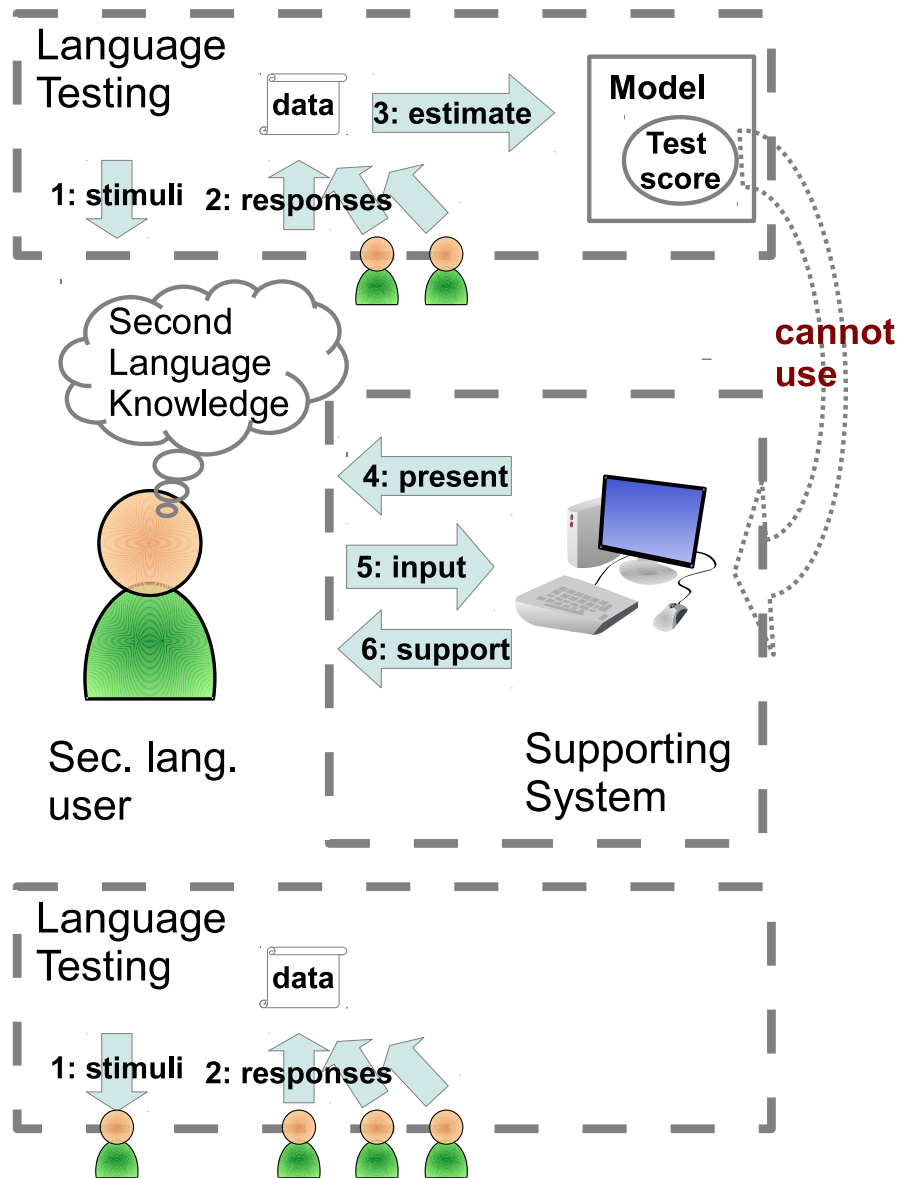 Language
Testing
data
3: estimate
Model
Test
score
1: stimuli
2: responses
Second
Language
Knowledge
cannot
use
4: present
5: input
6: support
Sec. lang.
user
Supporting
System
Language
Testing
data
1: stimuli
2: responses